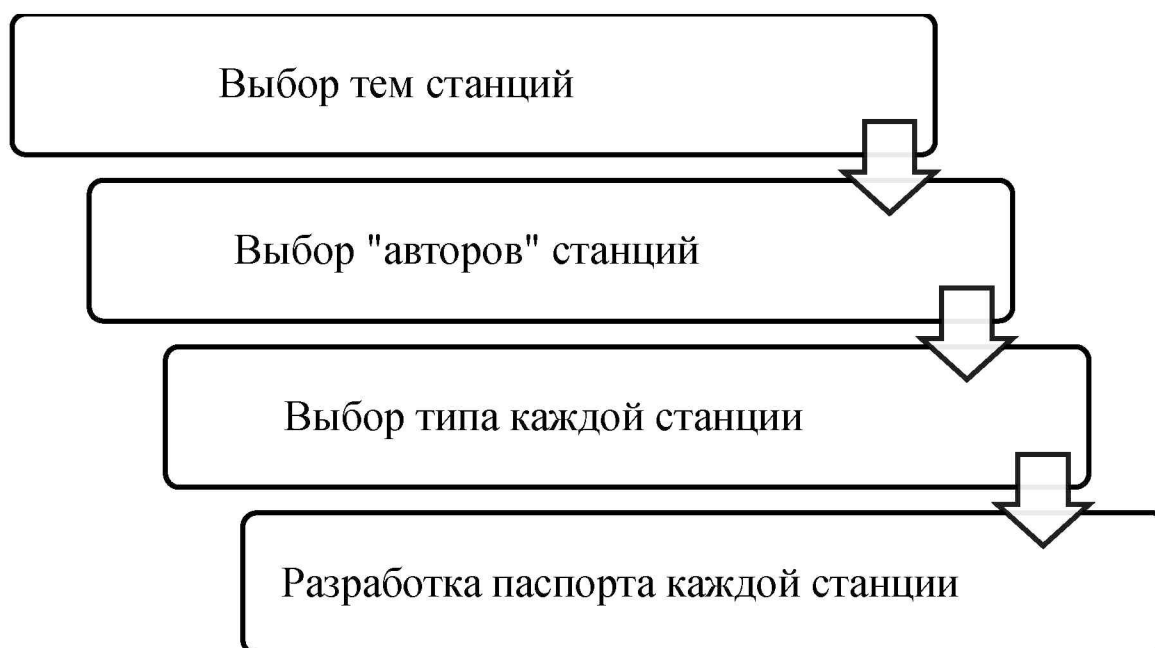 Выбор тем станций
Выбор "авторов" станций
Выбор типа каждой станции
Разработка паспорта каждой станции